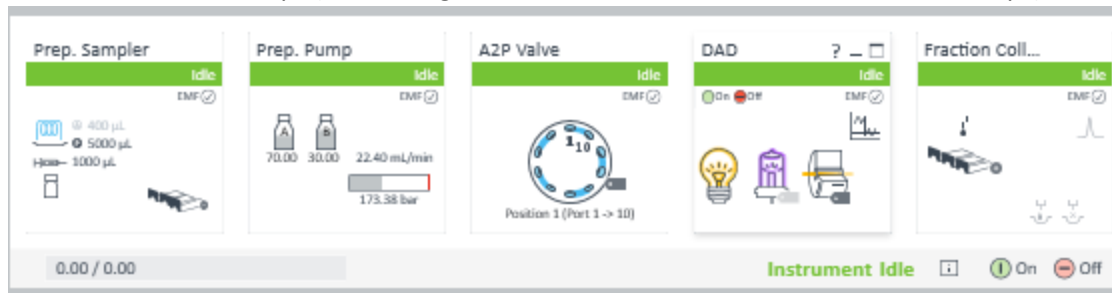 Prep. Sampler
Idle
EMF
400 µL
5000 µL
1000 µL
Prep. Pump
Idle
EMF
A B
70.00 30.00 22.40 mL/min
173.38 bar
A2P Valve
Idle
EMF
1 10
Position 1 (Port 1 -> 10)
DAD ?
Idle
On Off EMF
Fraction Coll...
Idle
EMF
0.00 / 0.00
Instrument Idle i On Off